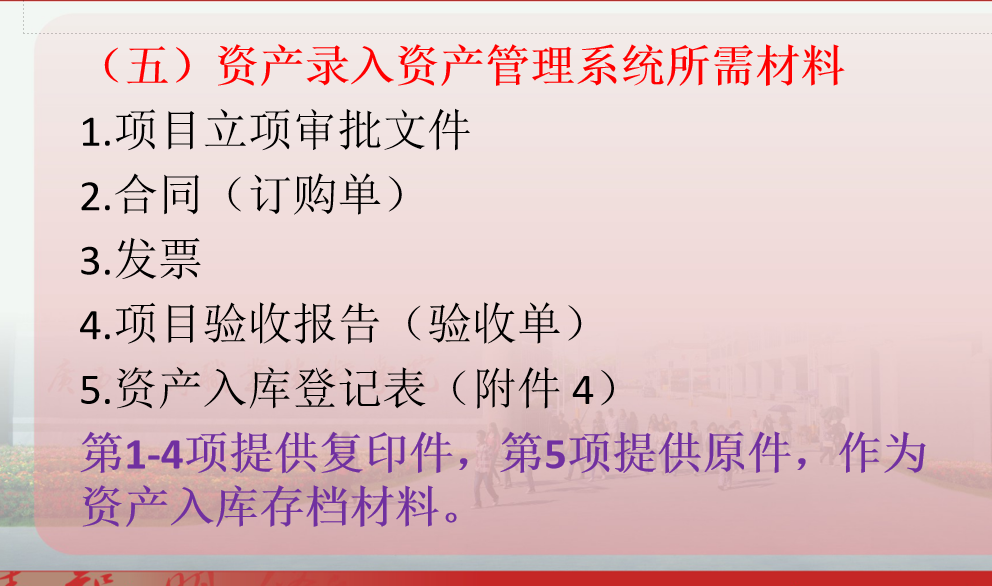 （五）资产录入资产管理系统所需材料
1.项目立项审批文件
2.合同（订购单）
3.发票
4.项目验收报告（验收单）
5.资产入库登记表（附件 4）
第1-4项提供复印件，第5项提供原件，作为
资产入库存档材料。